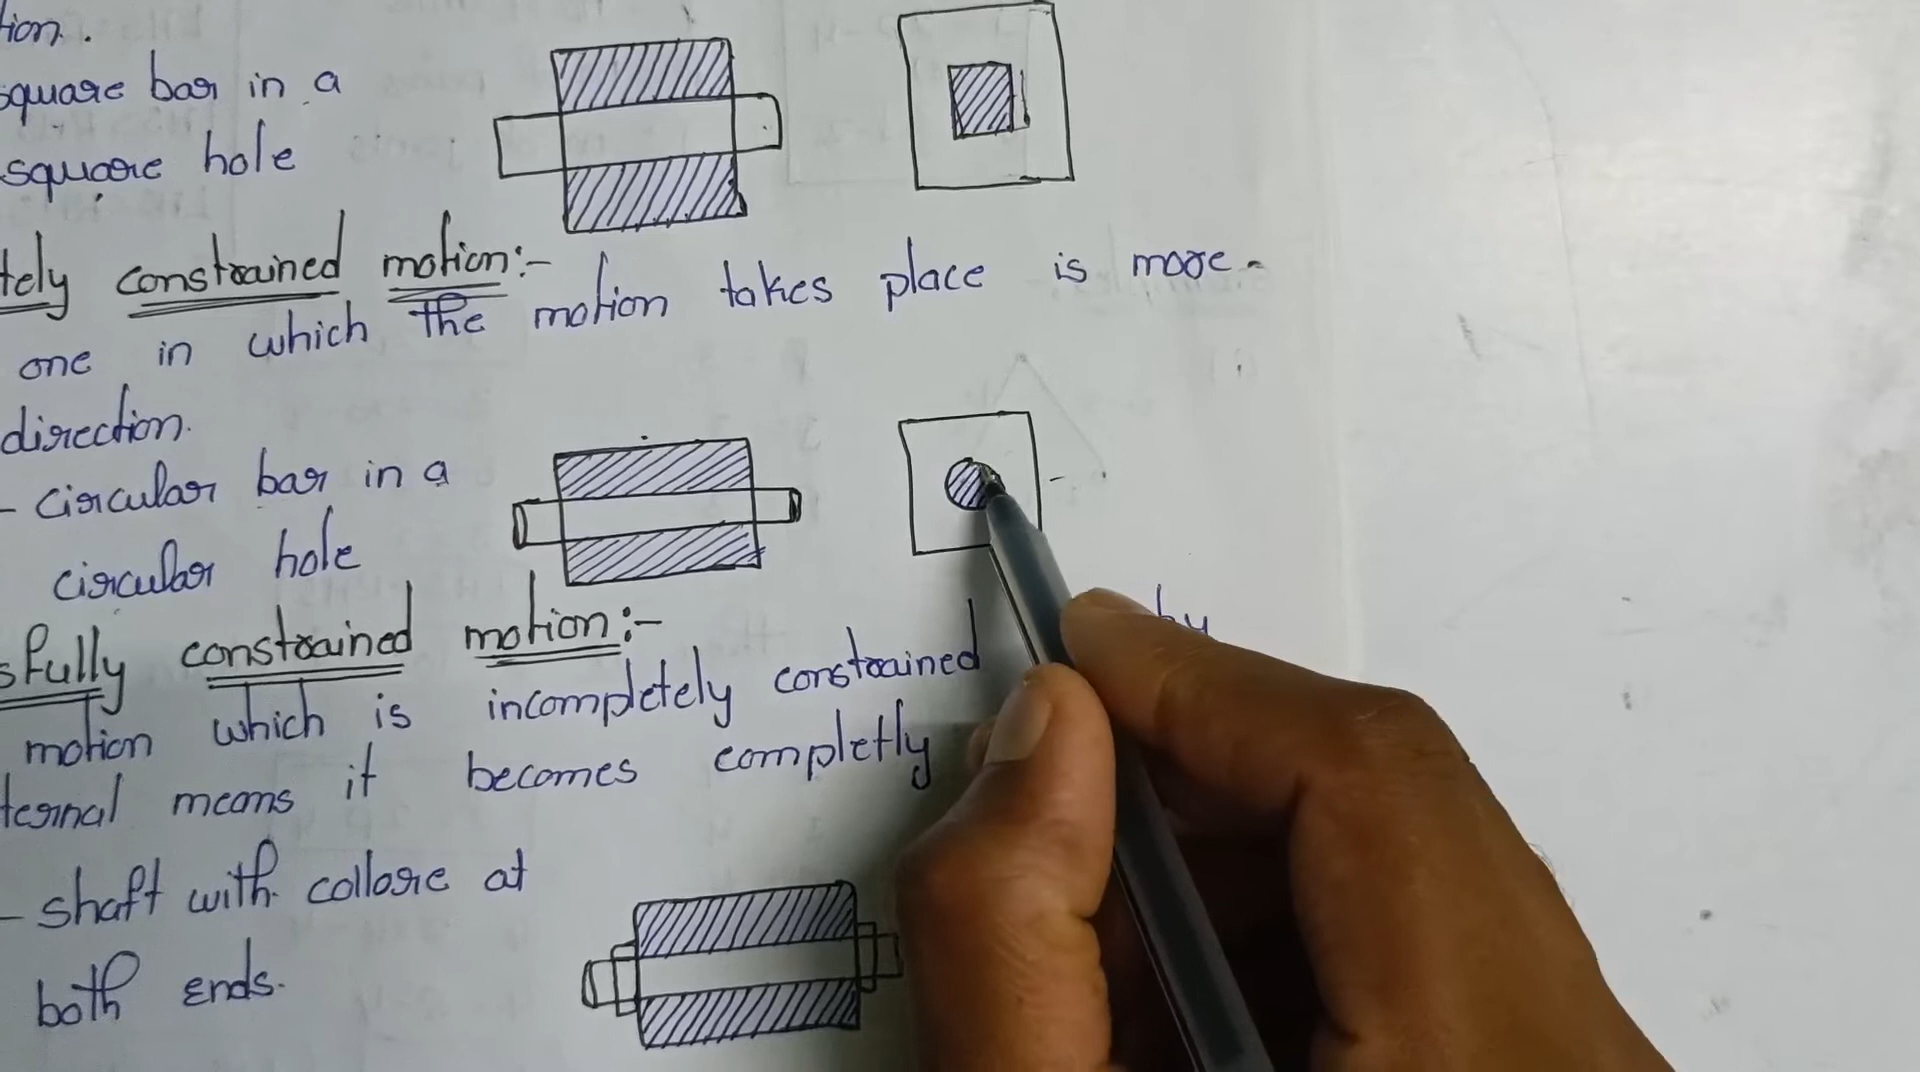 tion.
square bar in a
square hole
tely constrained motion:-
one in which the motion takes place is more
direction.
- circular bar in a
circular hole
sfully constrained motion:-
motion which is incompletely constrained by
ternal means it becomes completly
- shaft with collore at
both ends.